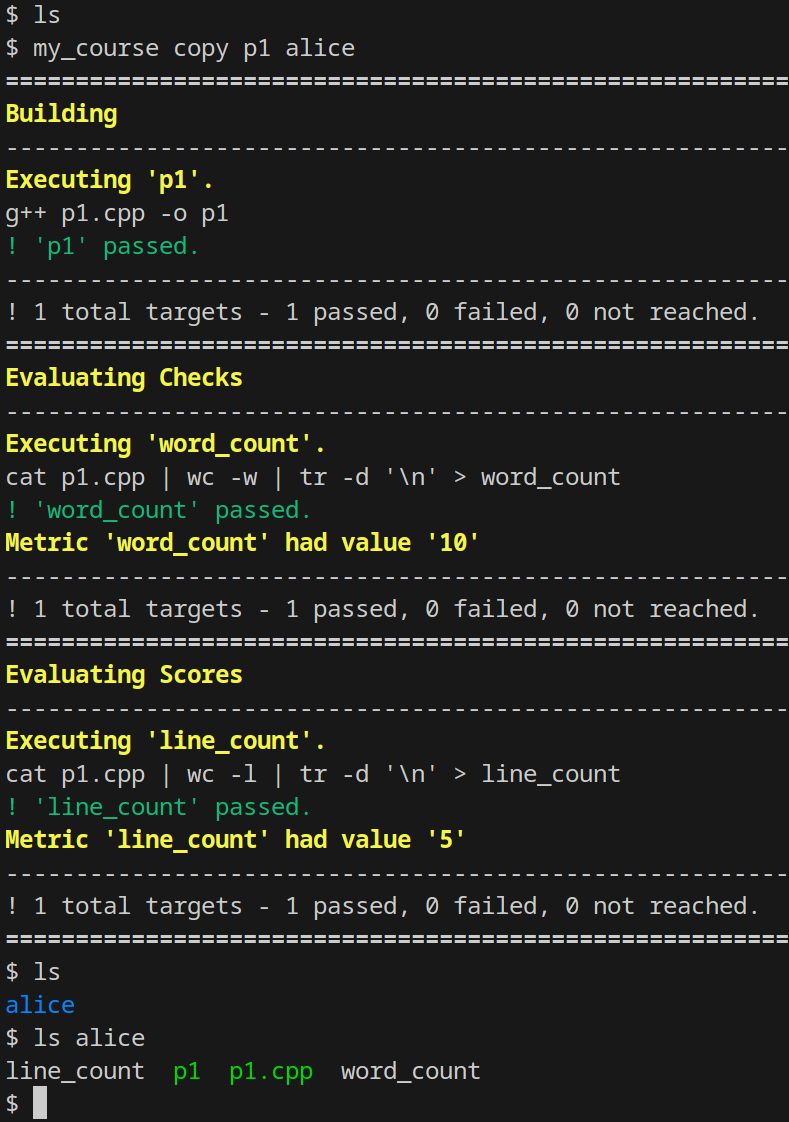 $ ls
$ my_course copy p1 alice
========================================================
Building
--------------------------------------------------------
Executing 'p1'.
g++ p1.cpp -o p1
! 'p1' passed.
--------------------------------------------------------
! 1 total targets - 1 passed, 0 failed, 0 not reached.
========================================================
Evaluating Checks
--------------------------------------------------------
Executing 'word_count'.
cat p1.cpp | wc -w | tr -d '\n' > word_count
! 'word_count' passed.
Metric 'word_count' had value '10'
--------------------------------------------------------
! 1 total targets - 1 passed, 0 failed, 0 not reached.
========================================================
Evaluating Scores
--------------------------------------------------------
Executing 'line_count'.
cat p1.cpp | wc -l | tr -d '\n' > line_count
! 'line_count' passed.
Metric 'line_count' had value '5'
--------------------------------------------------------
! 1 total targets - 1 passed, 0 failed, 0 not reached.
========================================================
$ ls
alice
$ ls alice
line_count  p1  p1.cpp  word_count
$